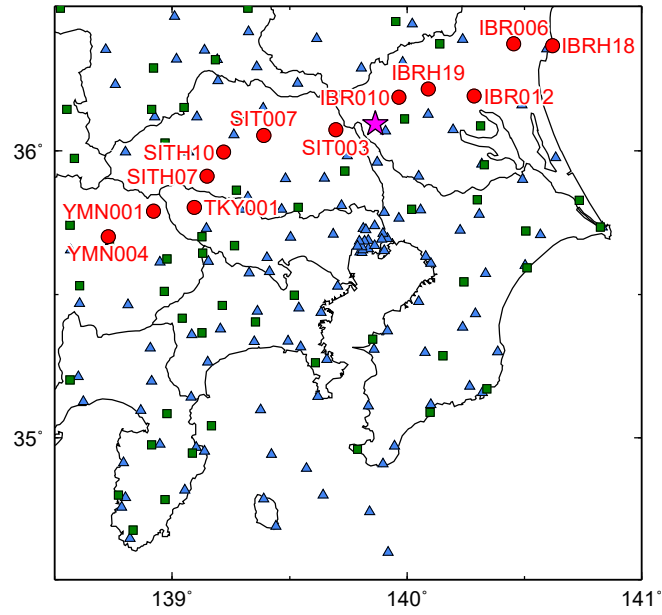 IBR006
IBRH18
IBRH19
IBR010
IBR012
SIT007
SIT003
36°
SITH10
SITH07
YMN001
TKY001
YMN004
35°
139°
140°
141°